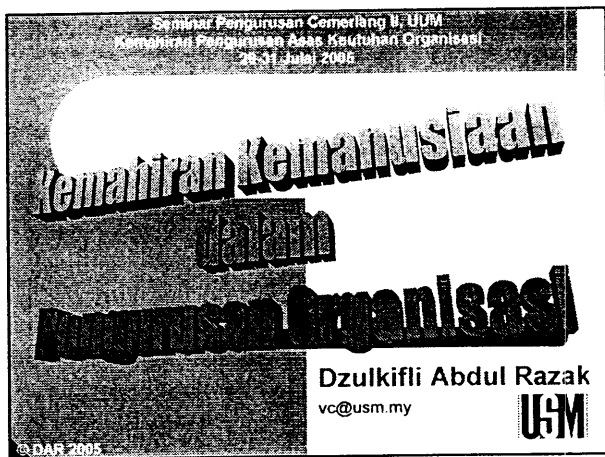 Seminar Pengurusan Cemerlang II, UUM
Kemahiran Pengurusan Asas Keutuhan Organisasi
29-31 Julai 2005
Kemahiran Kemanusiaan
dalam
Pengurusan Organisasi
Dzulkifli Abdul Razak
vc@usm.my
USM
© DAR 2005